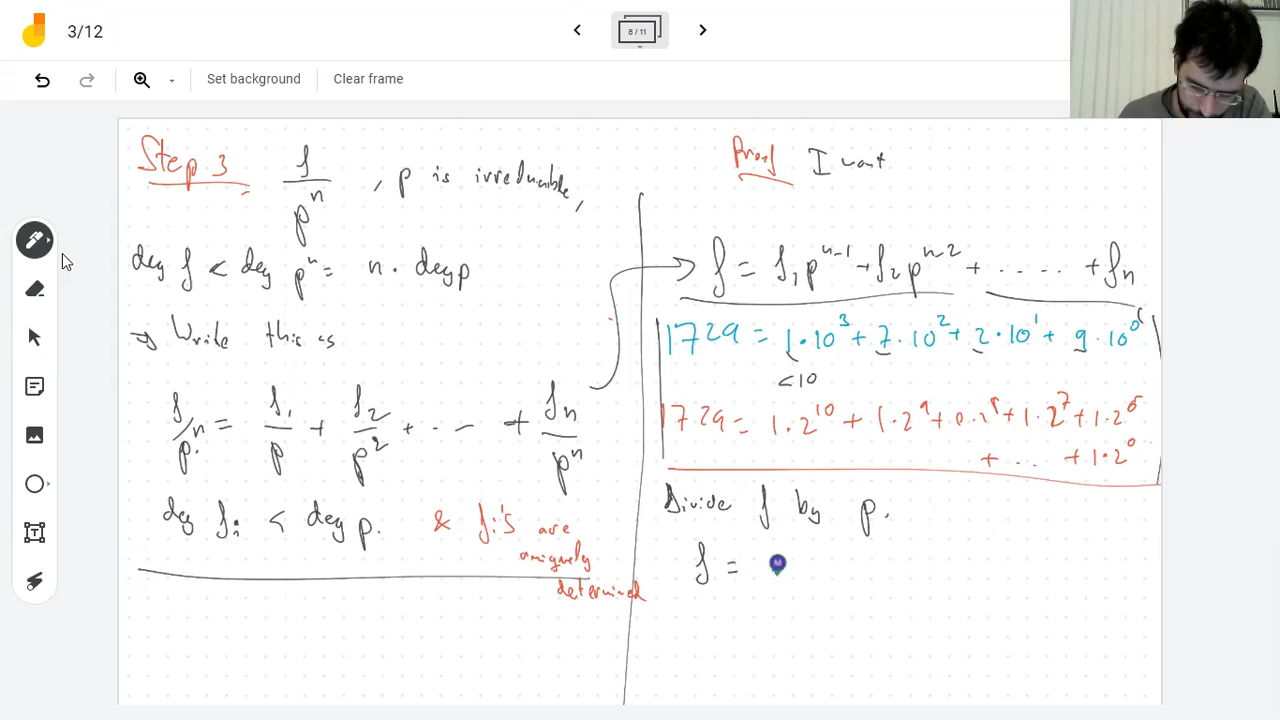 3/12
8 / 11
Set background
Clear frame
Step 3 f/p^n , p is irreducable,
deg f < deg p^n = n · deg p
⇒ Write this as
f/p^n = f_1/p + f_2/p^2 + ... + f_n/p^n
deg f_i < deg p. & f_i's are
uniquely
determined
Proof I want
f = f_1 p^{n-1} + f_2 p^{n-2} + ..... + f_n
1729 = 1·10^3 + 7·10^2 + 2·10^1 + 9·10^0
<10
1729 = 1·2^{10} + 1·2^9 + 0·2^8 + 1·2^7 + 1·2^6
+ ... + 1·2^0
Divide f by p.
f =
M